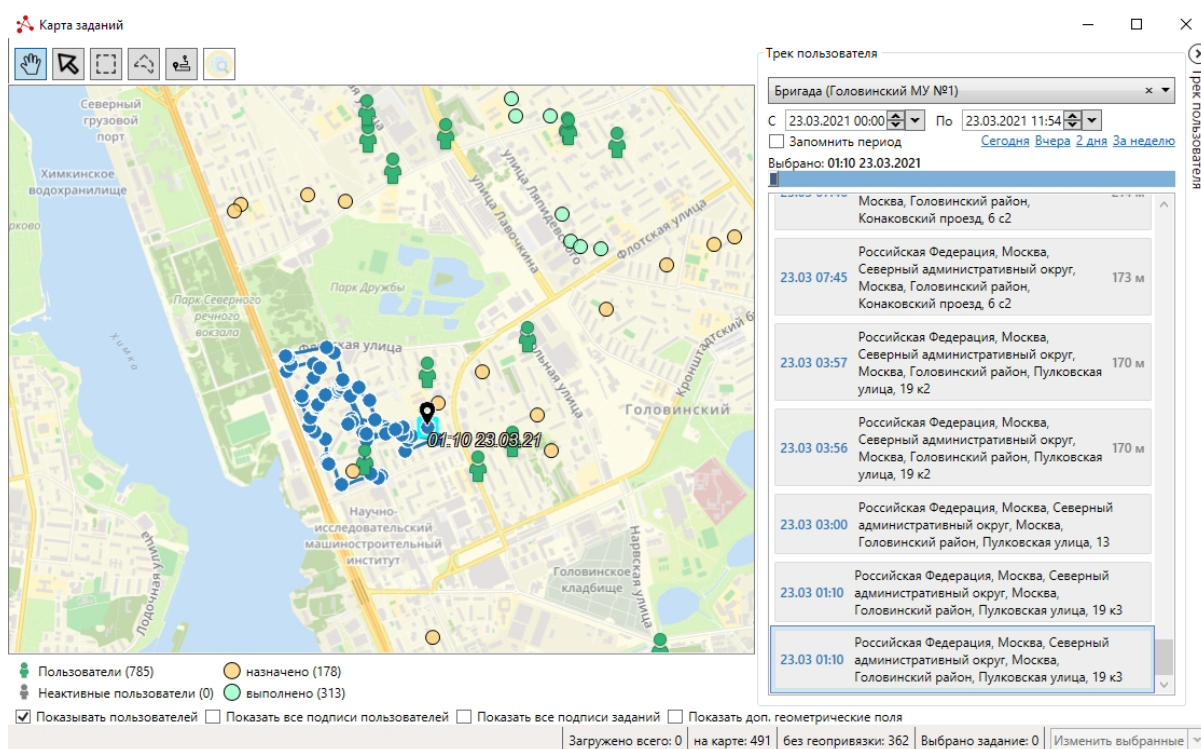 Карта заданий
Трек пользователя
Трек пользователя
Бригада (Головинский МУ №1)
С 23.03.2021 00:00 По 23.03.2021 11:54
Запомнить период Сегодня Вчера 2 дня За неделю
Выбрано: 01:10 23.03.2021
Москва, Головинский район,
Конаковский проезд, 6 с2
23.03 07:45
Российская Федерация, Москва,
Северный административный округ,
Москва, Головинский район,
Конаковский проезд, 6 с2
173 м
23.03 03:57
Российская Федерация, Москва,
Северный административный округ,
Москва, Головинский район, Пулковская
улица, 19 к2
170 м
23.03 03:56
Российская Федерация, Москва,
Северный административный округ,
Москва, Головинский район, Пулковская
улица, 19 к2
170 м
23.03 03:00
Российская Федерация, Москва, Северный
административный округ, Москва,
Головинский район, Пулковская улица, 13
23.03 01:10
Российская Федерация, Москва, Северный
административный округ, Москва,
Головинский район, Пулковская улица, 19 к3
23.03 01:10
Российская Федерация, Москва, Северный
административный округ, Москва,
Головинский район, Пулковская улица, 19 к3
Северный
грузовой
порт
Химкинское
водохранилище
улица Ляпидевского
улица Лавочкина
Флотская улица
Парк Дружбы
Парк Северного
речного
вокзала
Химка
улица
Кронштадтский
Головинский
01:10 23.03.21
Научно-
исследовательский
машиностроительный
институт
Нарвская улица
Головинское
кладбище
Лодочная улица
Пользователи (785) назначено (178)
Неактивные пользователи (0) выполнено (313)
Показывать пользователей Показать все подписи пользователей Показать все подписи заданий Показать доп. геометрические поля
Загружено всего: 0 на карте: 491 без геопривязки: 362 Выбрано задание: 0 Изменить выбранные